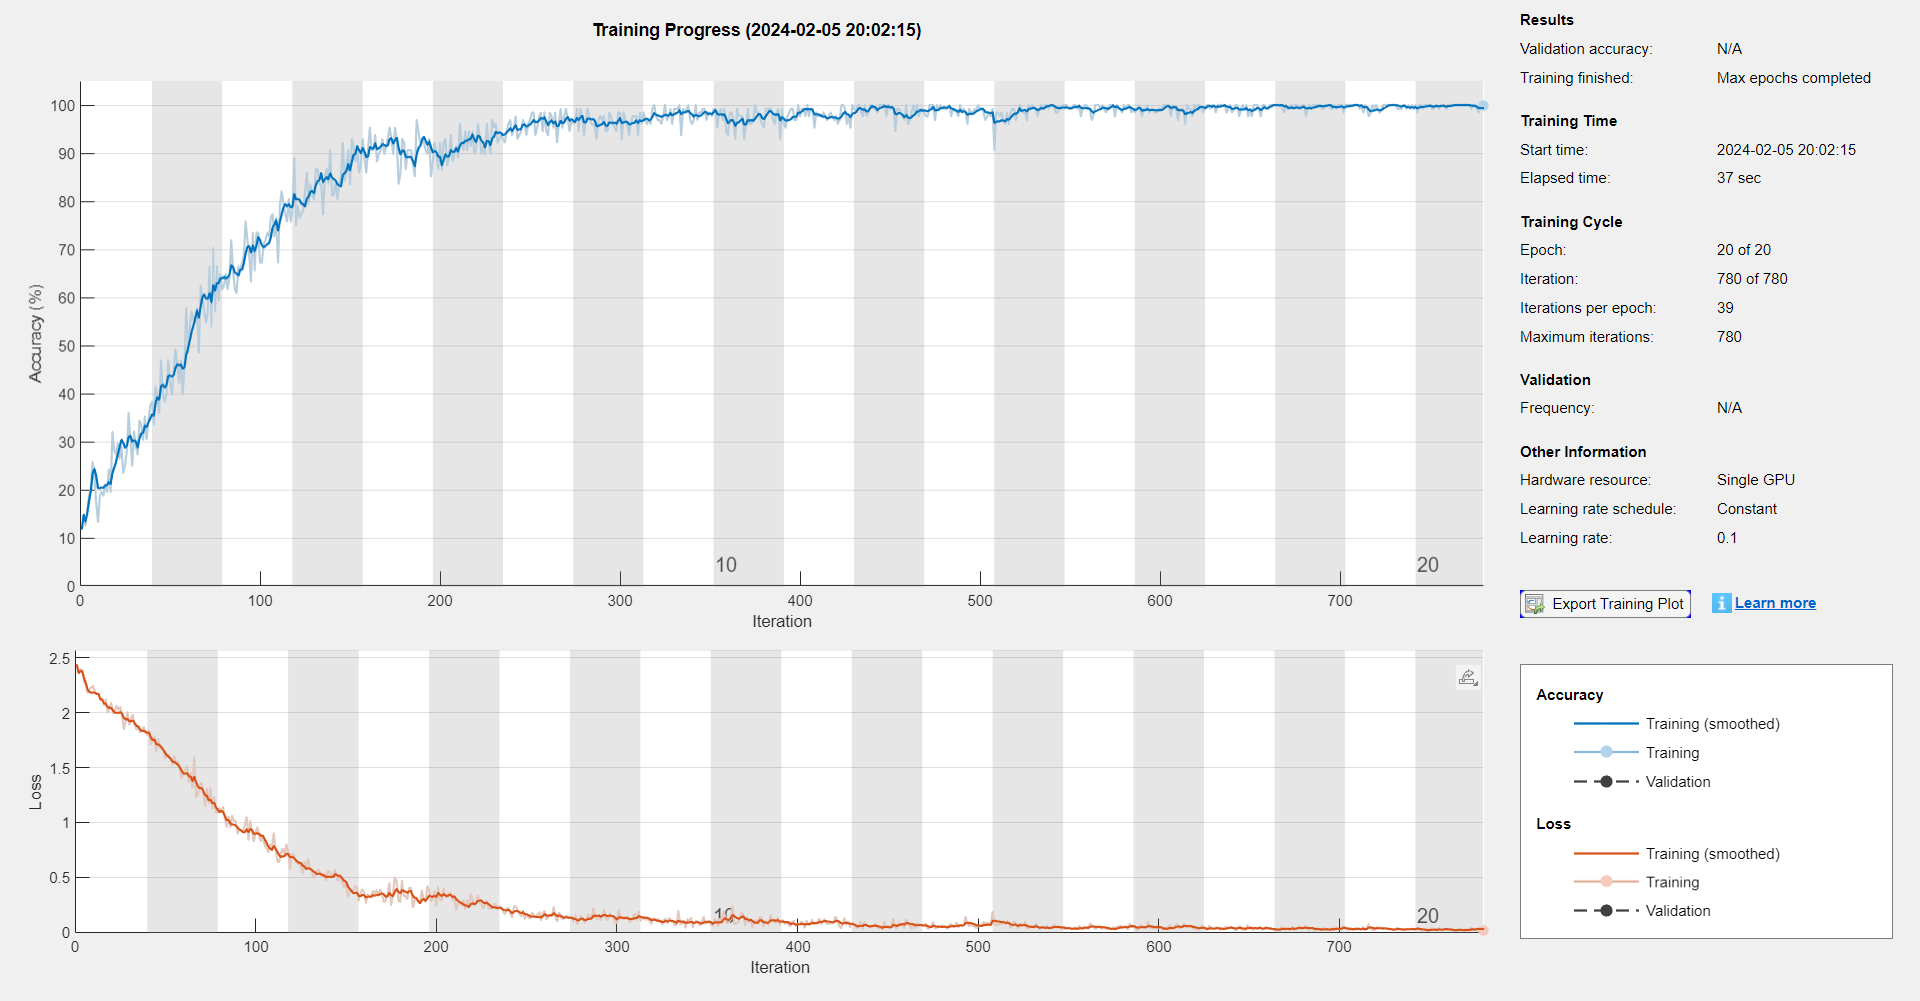 Training Progress (2024-02-05 20:02:15)
100
90
80
70
60
50
40
30
20
10
0
Accuracy (%)
10
20
0 100 200 300 400 500 600 700
Iteration
2.5
2
1.5
1
0.5
0
Loss
10
20
0 100 200 300 400 500 600 700
Iteration
Results
Validation accuracy: N/A
Training finished: Max epochs completed
Training Time
Start time: 2024-02-05 20:02:15
Elapsed time: 37 sec
Training Cycle
Epoch: 20 of 20
Iteration: 780 of 780
Iterations per epoch: 39
Maximum iterations: 780
Validation
Frequency: N/A
Other Information
Hardware resource: Single GPU
Learning rate schedule: Constant
Learning rate: 0.1
Export Training Plot
i Learn more
Accuracy
Training (smoothed)
Training
Validation
Loss
Training (smoothed)
Training
Validation